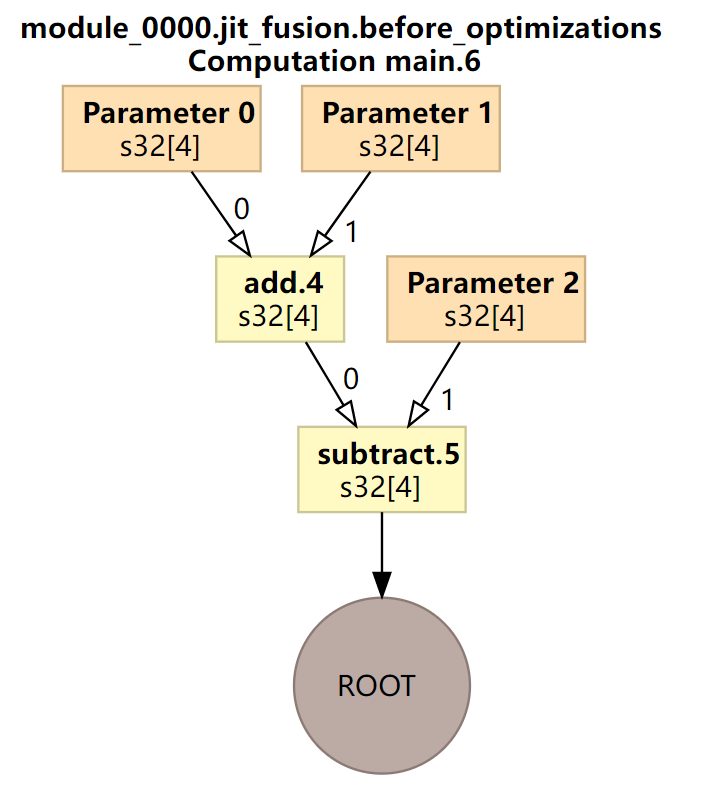 module_0000.jit_fusion.before_optimizations
Computation main.6
Parameter 0
s32[4]
Parameter 1
s32[4]
0
1
add.4
s32[4]
Parameter 2
s32[4]
0
1
subtract.5
s32[4]
ROOT